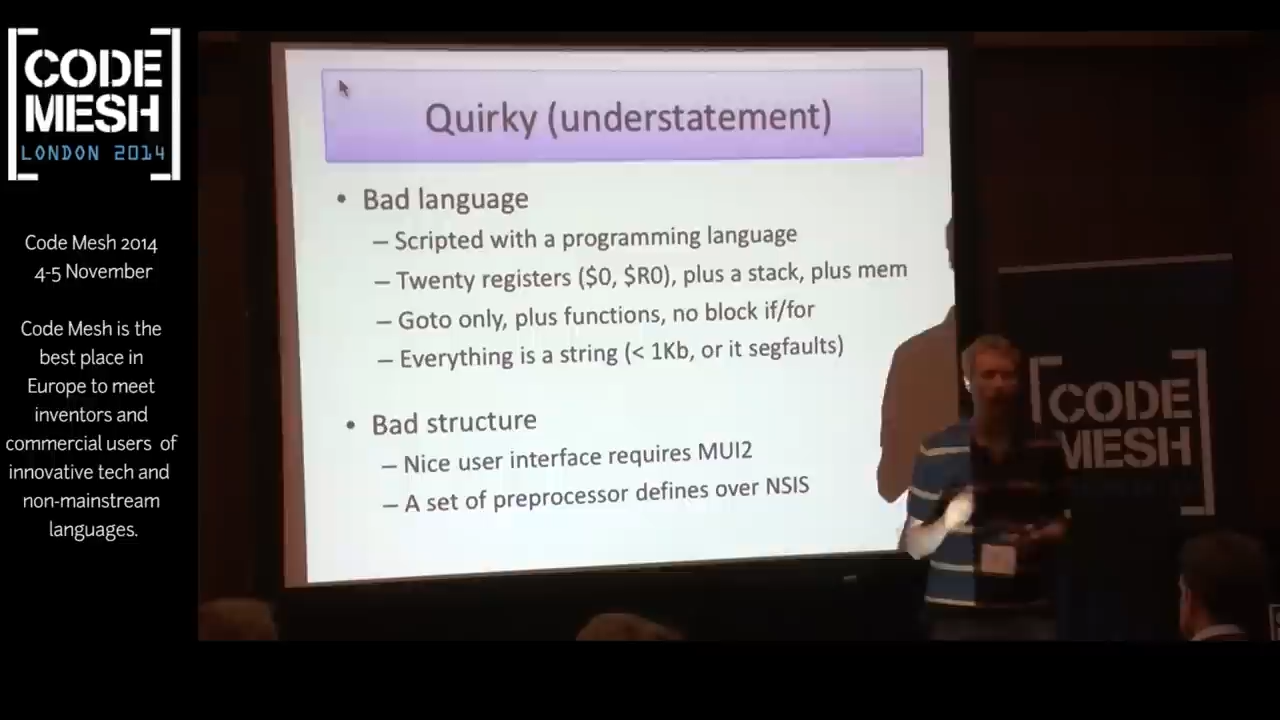 CODE
MESH
LONDON 2014
Code Mesh 2014
4-5 November
Code Mesh is the
best place in
Europe to meet
inventors and
commercial users of
innovative tech and
non-mainstream
languages.
Quirky (understatement)
• Bad language
– Scripted with a programming language
– Twenty registers ($0, $R0), plus a stack, plus mem
– Goto only, plus functions, no block if/for
– Everything is a string (< 1Kb, or it segfaults)
• Bad structure
– Nice user interface requires MUI2
– A set of preprocessor defines over NSIS
CODE
MESH